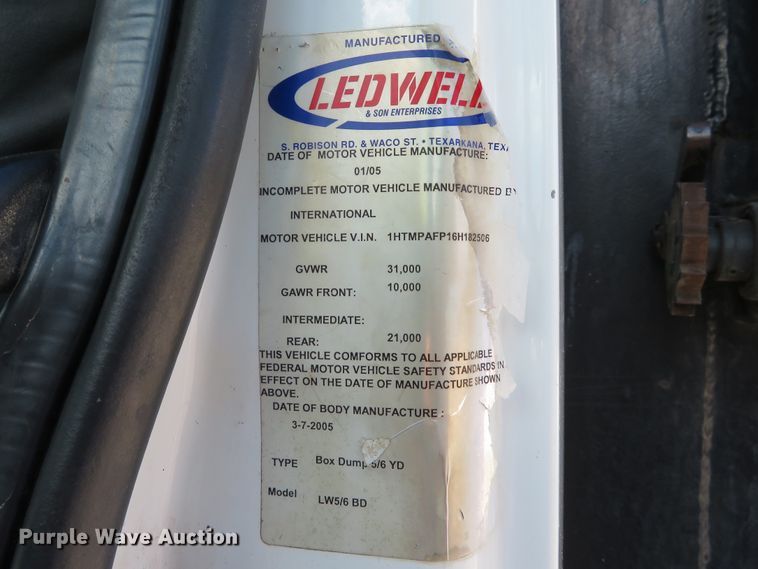 MANUFACTURED
LEDWELL
& SON ENTERPRISES
S. ROBISON RD. & WACO ST. • TEXARKANA, TEXA
DATE OF MOTOR VEHICLE MANUFACTURE:
01/05
INCOMPLETE MOTOR VEHICLE MANUFACTURED BY
INTERNATIONAL
MOTOR VEHICLE V.I.N. 1HTMPAFP16H182506
GVWR 31,000
GAWR FRONT: 10,000
INTERMEDIATE:
REAR: 21,000
THIS VEHICLE COMFORMS TO ALL APPLICABLE
FEDERAL MOTOR VEHICLE SAFETY STANDARDS IN
EFFECT ON THE DATE OF MANUFACTURE SHOWN
ABOVE.
DATE OF BODY MANUFACTURE :
3-7-2005
TYPE Box Dump 5/6 YD
Model LW5/6 BD
Purple Wave Auction